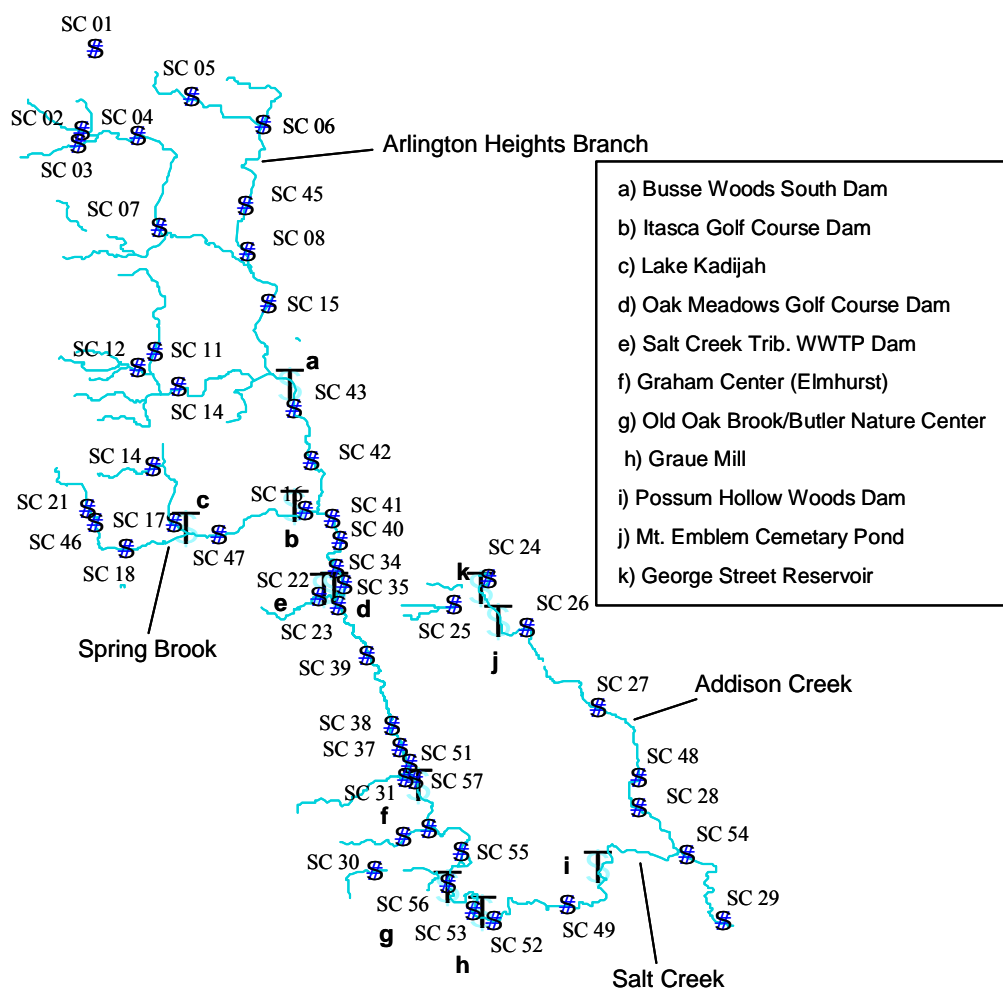 SC 01
SC 05
SC 02
SC 04
SC 06
SC 03
Arlington Heights Branch
SC 45
SC 07
SC 08
SC 15
SC 12
SC 11
a
SC 43
SC 14
SC 42
SC 14
SC 16
SC 21
c
SC 41
SC 17
SC 40
b
SC 46
SC 47
SC 18
SC 34
SC 24
k
SC 22
SC 35
e
d
SC 25
SC 26
SC 23
j
Spring Brook
SC 39
SC 27
Addison Creek
SC 38
SC 37
SC 51
SC 48
SC 57
SC 31
SC 28
f
SC 54
SC 55
SC 30
i
SC 29
SC 56
SC 53
SC 52
SC 49
g
h
Salt Creek
a) Busse Woods South Dam
b) Itasca Golf Course Dam
c) Lake Kadijah
d) Oak Meadows Golf Course Dam
e) Salt Creek Trib. WWTP Dam
f) Graham Center (Elmhurst)
g) Old Oak Brook/Butler Nature Center
h) Graue Mill
i) Possum Hollow Woods Dam
j) Mt. Emblem Cemetary Pond
k) George Street Reservoir